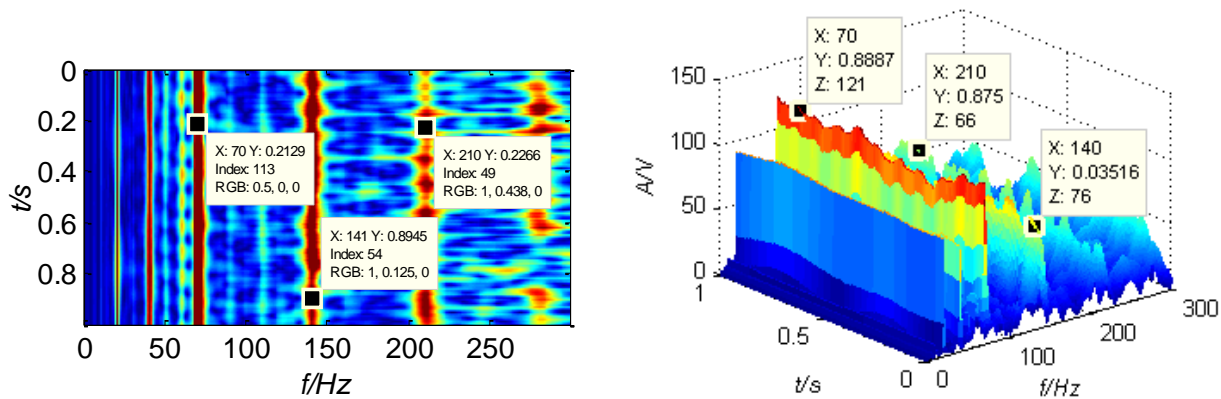 0
0.2
0.4
0.6
0.8
t/s
X: 70 Y: 0.2129
Index: 113
RGB: 0.5, 0, 0
X: 210 Y: 0.2266
Index: 49
RGB: 1, 0.438, 0
X: 141 Y: 0.8945
Index: 54
RGB: 1, 0.125, 0
0 50 100 150 200 250
f/Hz
X: 70
Y: 0.8887
Z: 121
X: 210
Y: 0.875
Z: 66
X: 140
Y: 0.03516
Z: 76
150
100
50
0
A/V
1
0.5
0
t/s
0
100
200
300
f/Hz